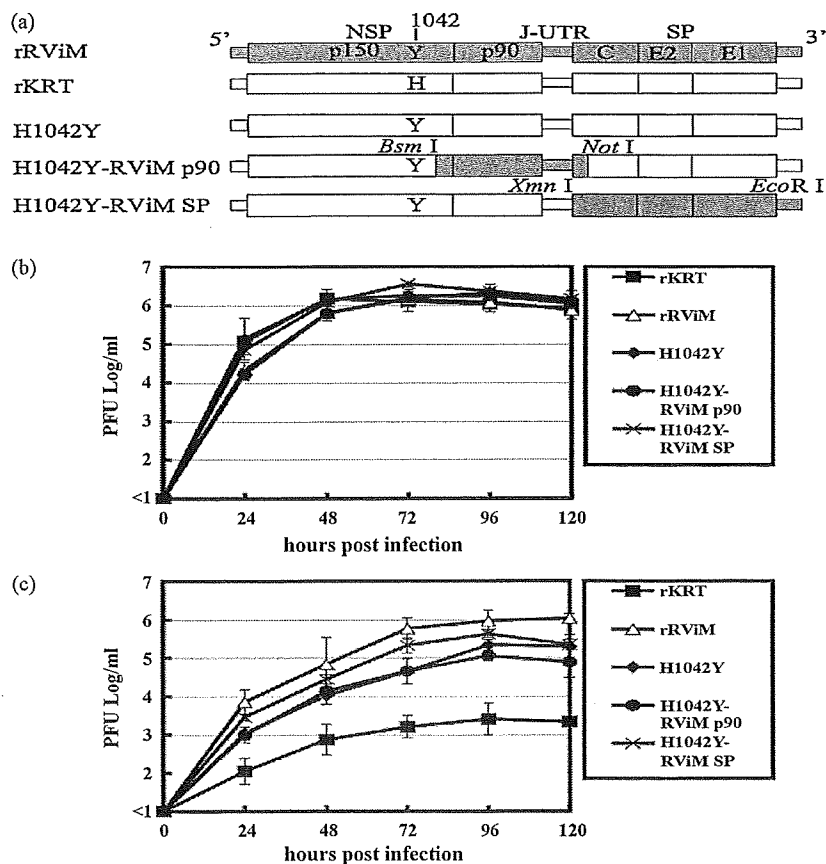 (a)
1042
NSP
J-UTR
SP
5’
3’
rRViM
p150
Y
p90
C
E2
E1
rKRT
H
H1042Y
Y
Bsm I
Not I
H1042Y-RViM p90
Y
Xmn I
EcoR I
H1042Y-RViM SP
Y
(b)
PFU Log/ml
7
6
5
4
3
2
<1
0
24
48
72
96
120
hours post infection
rKRT
rRViM
H1042Y
H1042Y-
RViM p90
H1042Y-
RViM SP
(c)
PFU Log/ml
7
6
5
4
3
2
<1
0
24
48
72
96
120
hours post infection
rKRT
rRViM
H1042Y
H1042Y-
RViM p90
H1042Y-
RViM SP